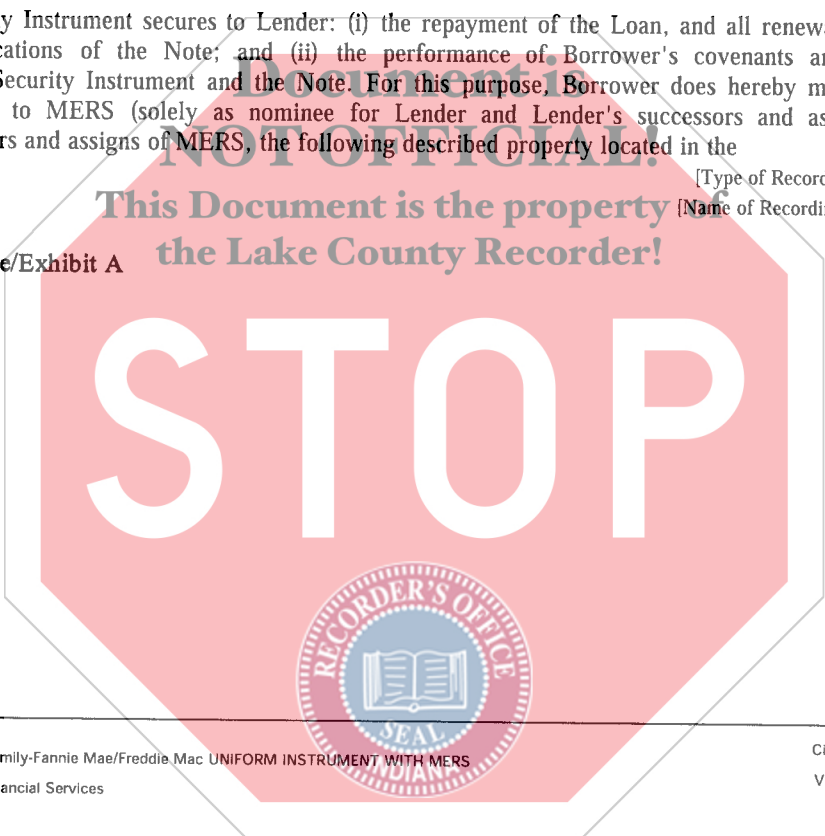 y Instrument secures to Lender: (i) the repayment of the Loan, and all renew
cations of the Note; and (ii) the performance of Borrower's covenants a
Security Instrument and the Note. For this purpose, Borrower does hereby m
to MERS (solely as nominee for Lender and Lender's successors and as
rs and assigns of MERS, the following described property located in the
[Type of Record
[Name of Recordi
Document is
NOT OFFICIAL!
This Document is the property of
the Lake County Recorder!
e/Exhibit A
STOP
RECORDER'S OFFICE
SEAL
INDIANA
mily-Fannie Mae/Freddie Mac UNIFORM INSTRUMENT WITH MERS
ancial Services
Ci
V